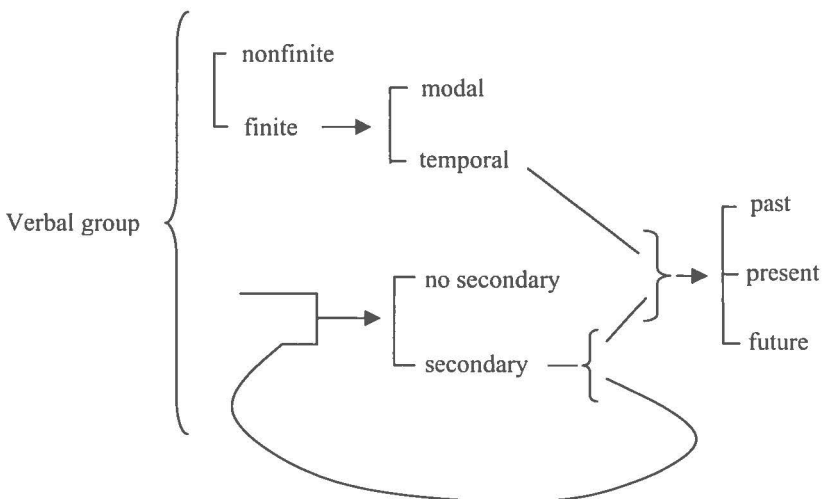 nonfinite
finite
modal
temporal
Verbal group
past
present
future
no secondary
secondary